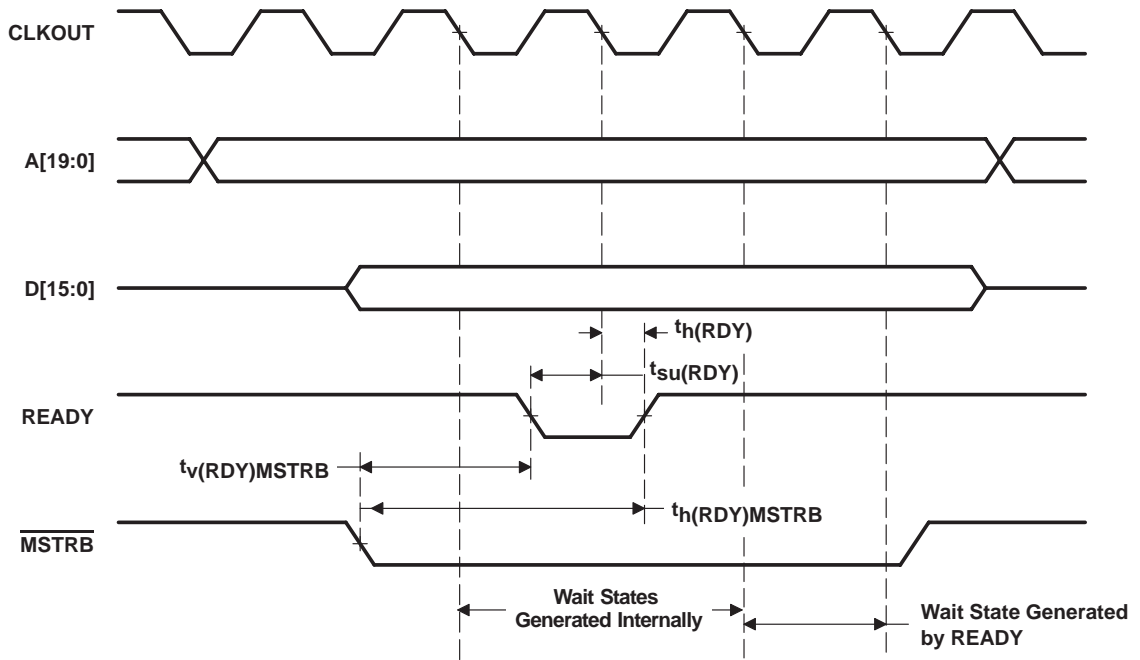 CLKOUT
A[19:0]
D[15:0]
th(RDY)
tsu(RDY)
READY
tv(RDY)MSTRB
th(RDY)MSTRB
MSTRB
Wait States
Generated Internally
Wait State Generated
by READY